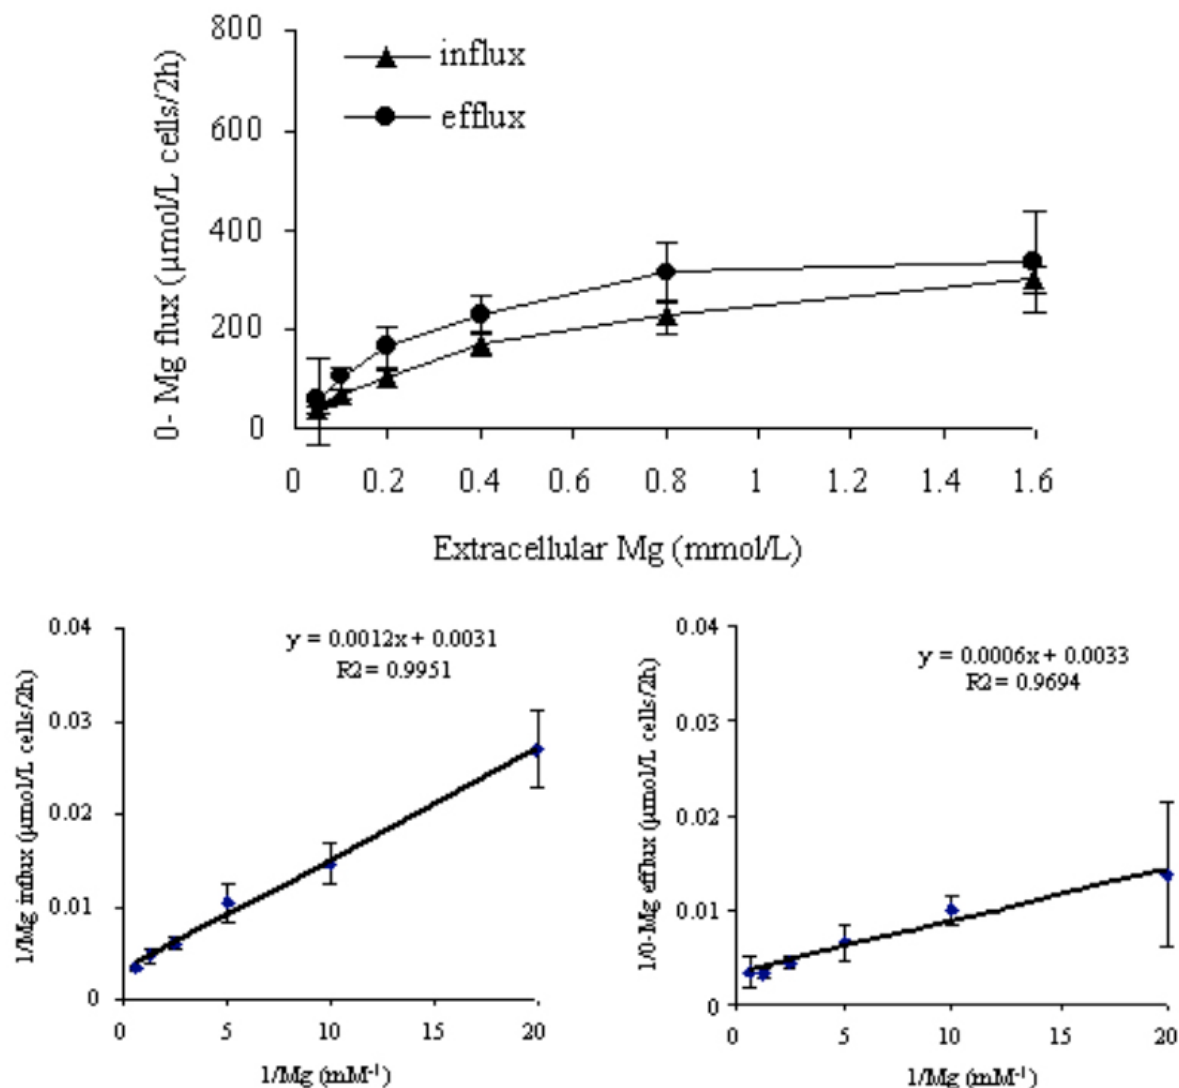 800
600
400
200
0
0- Mg flux (µmol/L cells/2h)
influx
efflux
0 0.2 0.4 0.6 0.8 1 1.2 1.4 1.6
Extracellular Mg (mmol/L)
0.04
0.03
0.02
0.01
0
1/Mg influx (µmol/L cells/2h)
y = 0.0012x + 0.0031
R2= 0.9951
0 5 10 15 20
1/Mg (mM⁻¹)
0.04
0.03
0.02
0.01
0
1/0-Mg efflux (µmol/L cells/2h)
y = 0.0006x + 0.0033
R2= 0.9694
0 5 10 15 20
1/Mg (mM⁻¹)